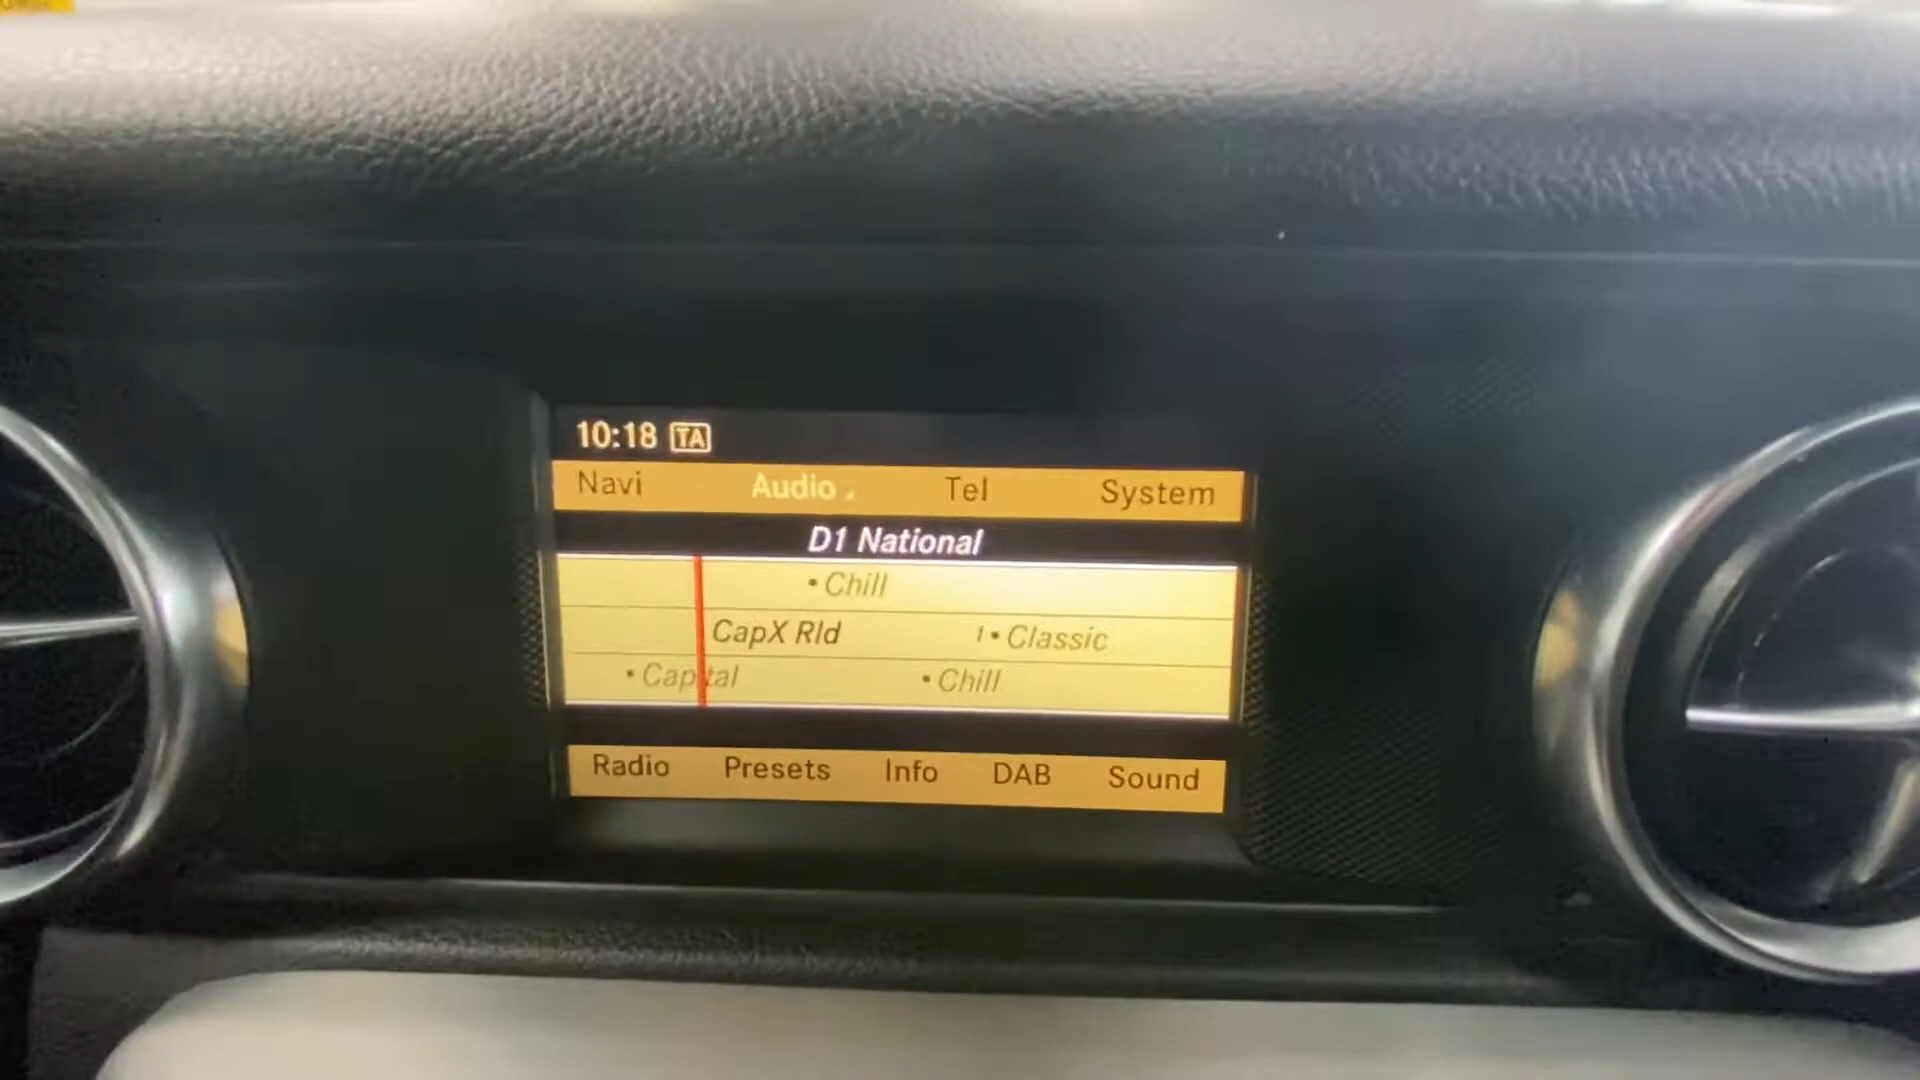 10:18 TA
Navi Audio Tel System
D1 National
• Chill
CapX Rld 1 • Classic
• Capital • Chill
Radio Presets Info DAB Sound